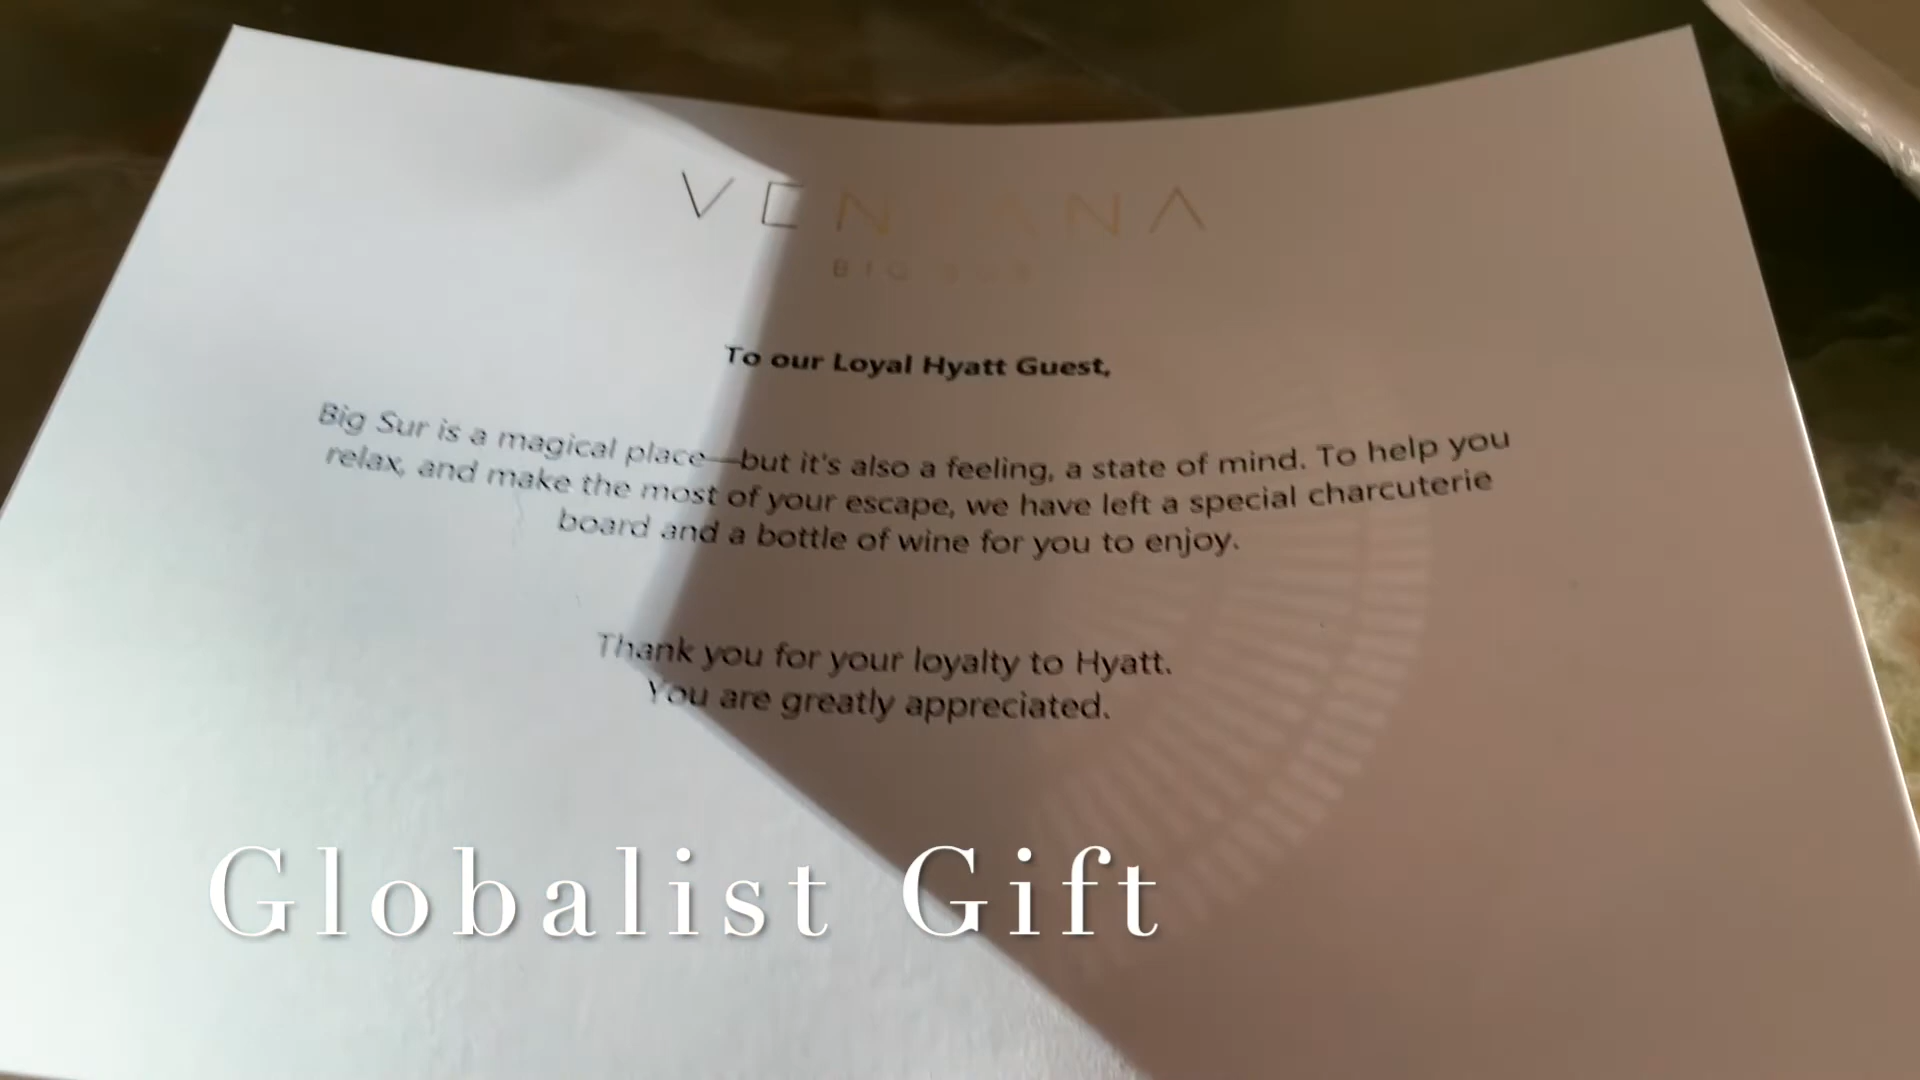 VENTANA
BIG SUR
To our Loyal Hyatt Guest,
Big Sur is a magical place—but it's also a feeling, a state of mind. To help you
relax, and make the most of your escape, we have left a special charcuterie
board and a bottle of wine for you to enjoy.
Thank you for your loyalty to Hyatt.
You are greatly appreciated.
Globalist Gift